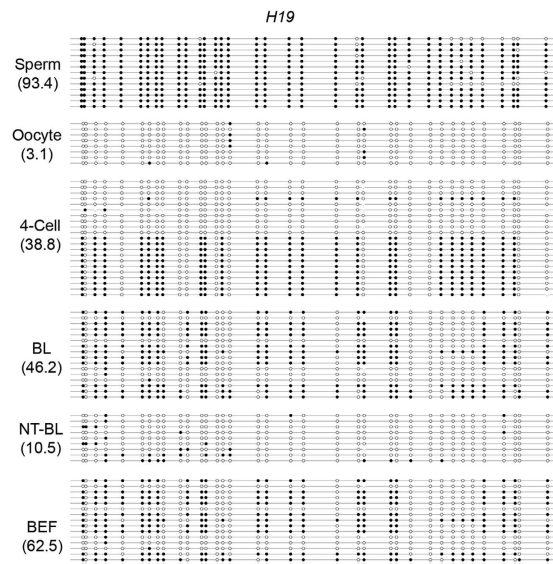 H19
Sperm
(93.4)
Oocyte
(3.1)
4-Cell
(38.8)
BL
(46.2)
NT-BL
(10.5)
BEF
(62.5)